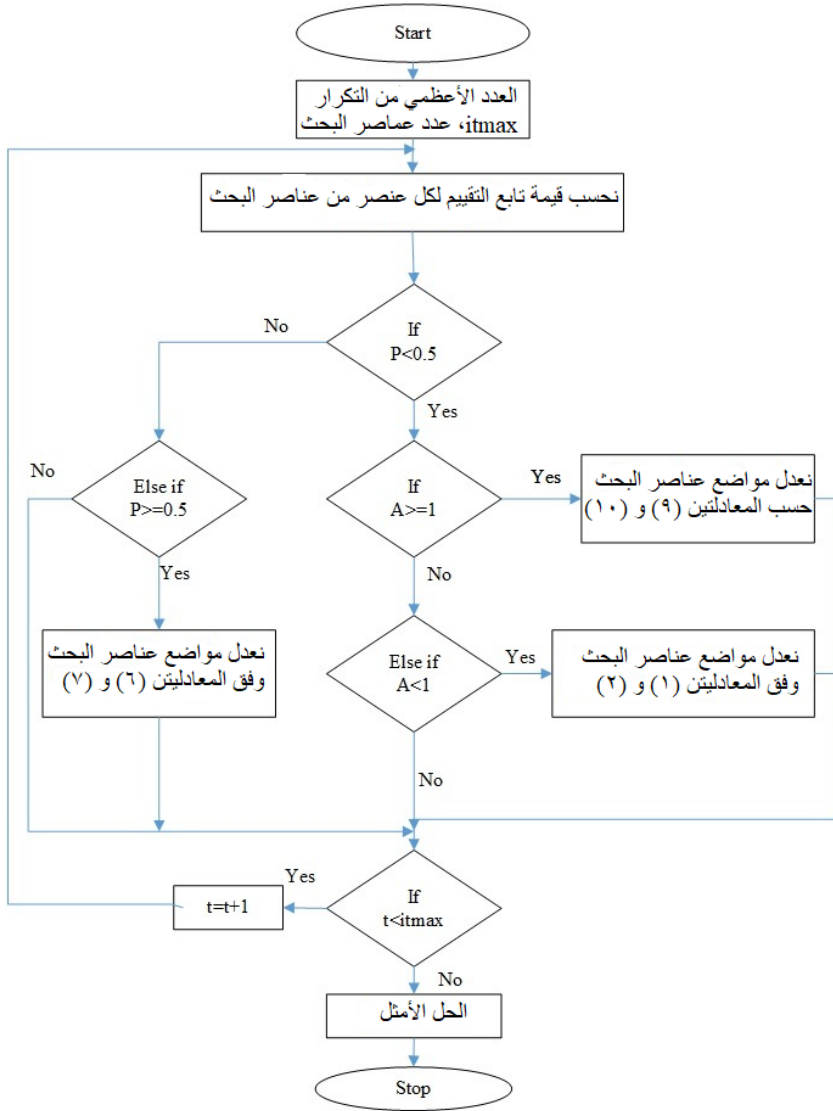 Start
العدد الأعظمي من التكرار
itmax، عدد عماصر البحث
نحسب قيمة تابع التقييم لكل عنصر من عناصر البحث
If
P<0.5
No
Yes
No
Else if
P>=0.5
If
A>=1
Yes
نعدل مواضع عناصر البحث
حسب المعادلتين (٩) و (١٠)
Yes
No
نعدل مواضع عناصر البحث
وفق المعادليتن (٦) و (٧)
Else if
A<1
Yes
نعدل مواضع عناصر البحث
وفق المعادليتن (١) و (٢)
No
Yes
t=t+1
If
t<itmax
No
الحل الأمثل
Stop